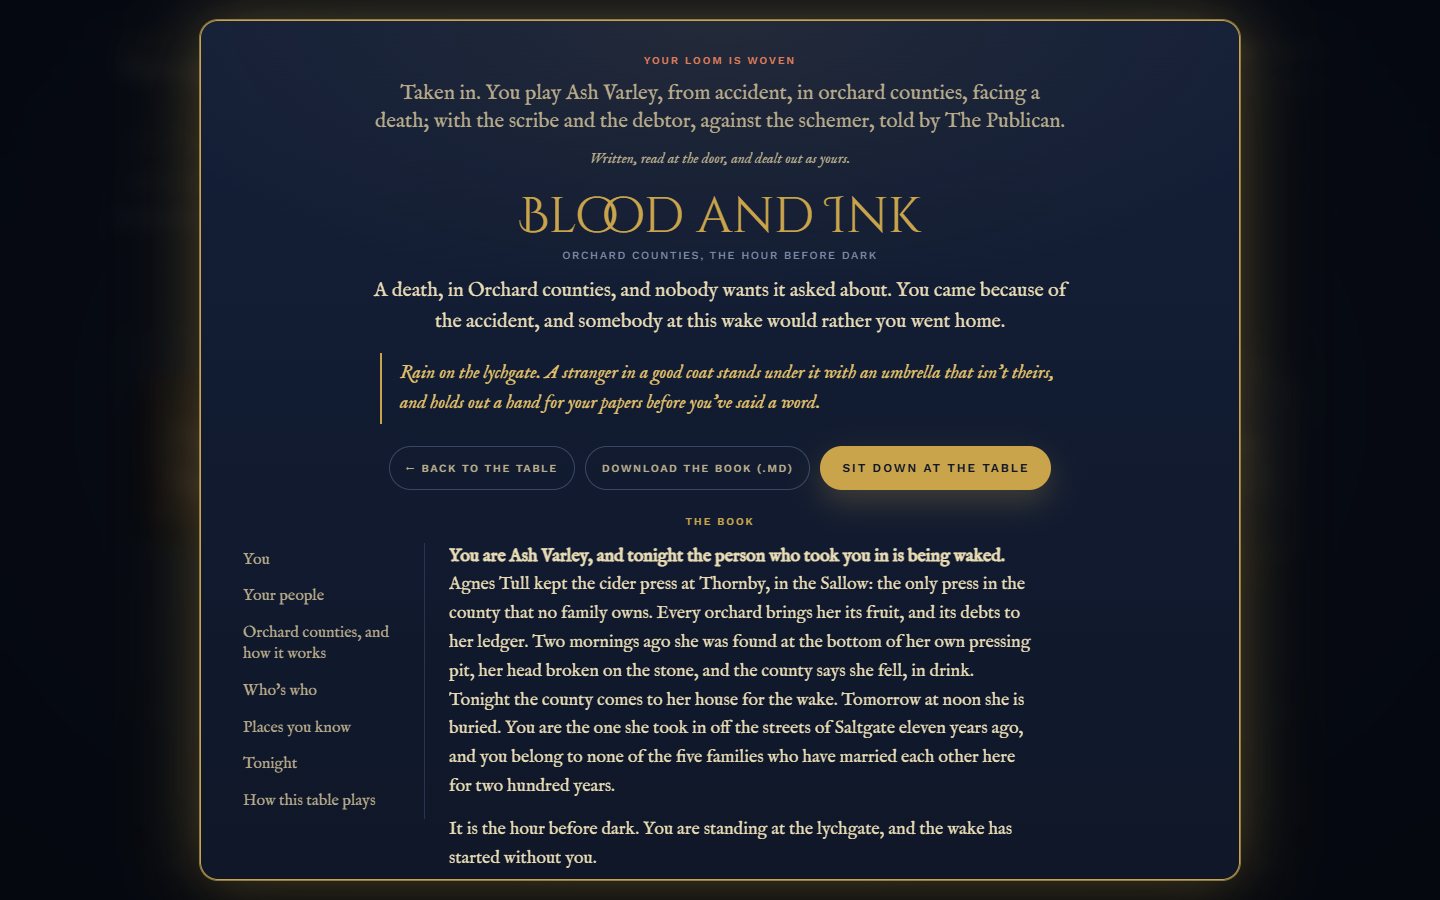 YOUR LOOM IS WOVEN
Taken in. You play Ash Varley, from accident, in orchard counties, facing a
death; with the scribe and the debtor, against the schemer, told by The Publican.
Written, read at the door, and dealt out as yours.
BLOOD AND INK
ORCHARD COUNTIES, THE HOUR BEFORE DARK
A death, in Orchard counties, and nobody wants it asked about. You came because of
the accident, and somebody at this wake would rather you went home.
Rain on the lychgate. A stranger in a good coat stands under it with an umbrella that isn’t theirs,
and holds out a hand for your papers before you’ve said a word.
← BACK TO THE TABLE
DOWNLOAD THE BOOK (.MD)
SIT DOWN AT THE TABLE
THE BOOK
You
Your people
Orchard counties, and
how it works
Who’s who
Places you know
Tonight
How this table plays
You are Ash Varley, and tonight the person who took you in is being waked.
Agnes Tull kept the cider press at Thornby, in the Sallow: the only press in the
county that no family owns. Every orchard brings her its fruit, and its debts to
her ledger. Two mornings ago she was found at the bottom of her own pressing
pit, her head broken on the stone, and the county says she fell, in drink.
Tonight the county comes to her house for the wake. Tomorrow at noon she is
buried. You are the one she took in off the streets of Saltgate eleven years ago,
and you belong to none of the five families who have married each other here
for two hundred years.
It is the hour before dark. You are standing at the lychgate, and the wake has
started without you.